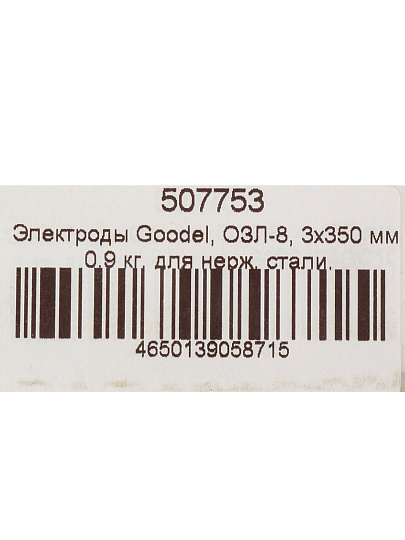 507753
Электроды Goodel, ОЗЛ-8, 3х350 мм
0,9 кг. для нерж. стали.
4650139058715